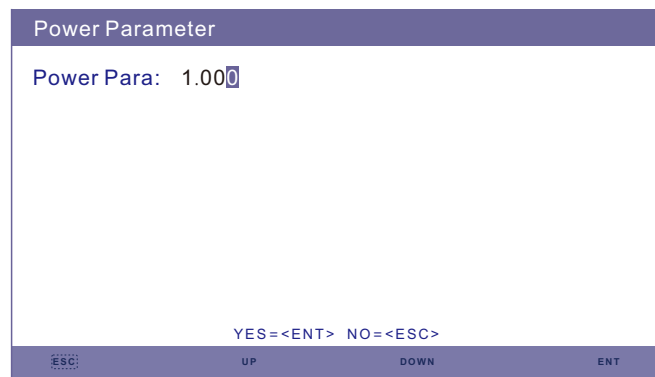 Power Parameter
Power Para: 1.000
YES=<ENT> NO=<ESC>
ESC UP DOWN ENT